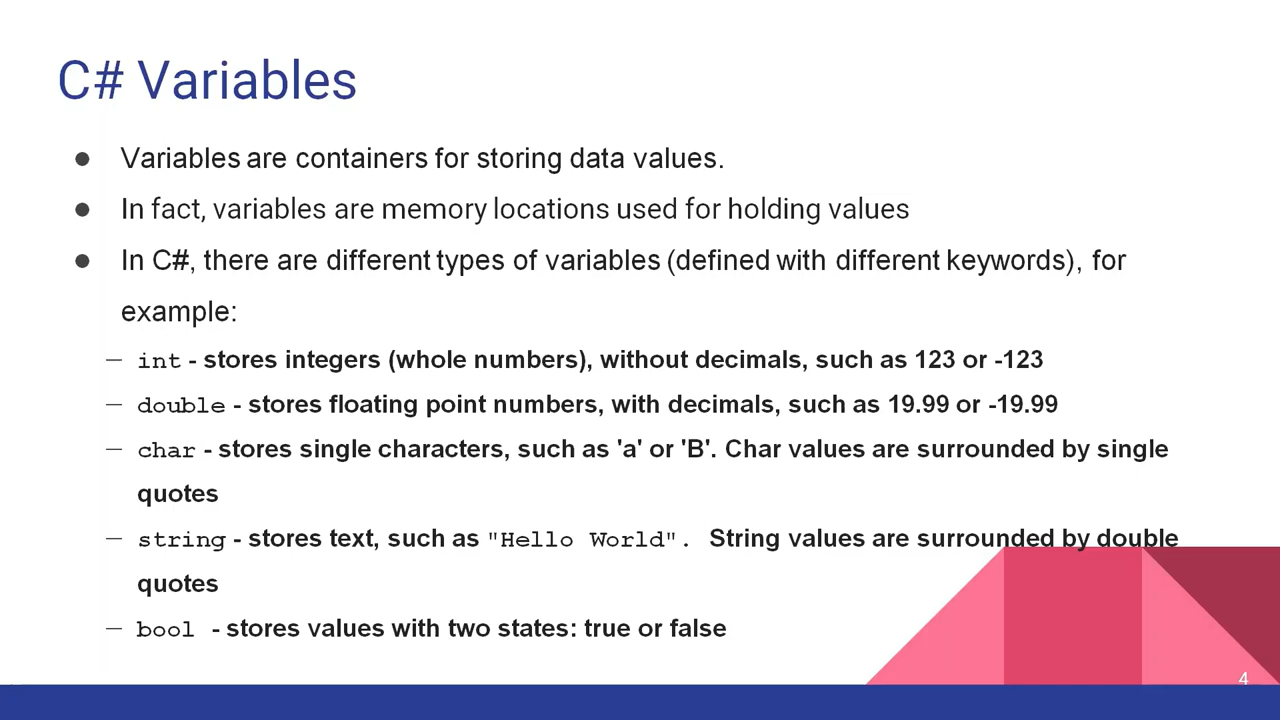 C# Variables
● Variables are containers for storing data values.
● In fact, variables are memory locations used for holding values
● In C#, there are different types of variables (defined with different keywords), for
example:
– int - stores integers (whole numbers), without decimals, such as 123 or -123
– double - stores floating point numbers, with decimals, such as 19.99 or -19.99
– char - stores single characters, such as 'a' or 'B'. Char values are surrounded by single
quotes
– string - stores text, such as "Hello World". String values are surrounded by double
quotes
– bool - stores values with two states: true or false
4